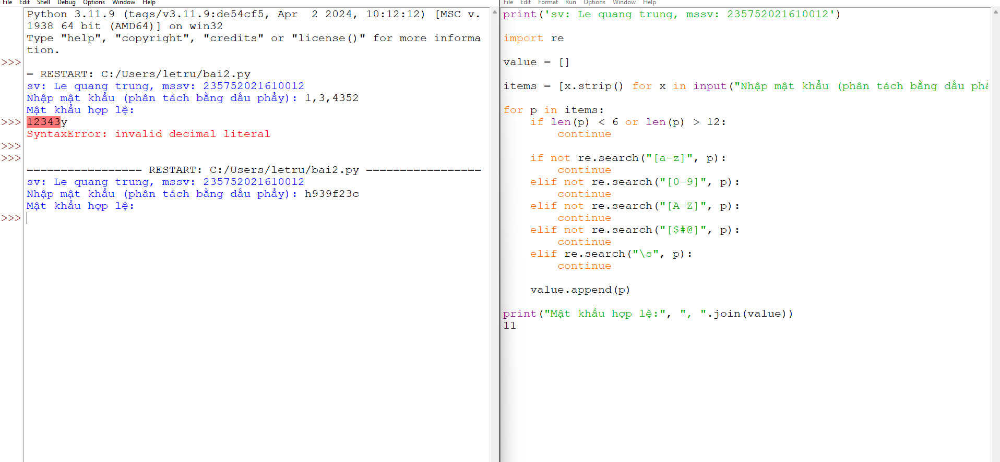 File Edit Shell Debug Options Window Help
Python 3.11.9 (tags/v3.11.9:de54cf5, Apr  2 2024, 10:12:12) [MSC v.
1938 64 bit (AMD64)] on win32
Type "help", "copyright", "credits" or "license()" for more informa
tion.
>>>
= RESTART: C:/Users/letru/bai2.py
sv: Le quang trung, mssv: 235752021610012
Nhập mật khẩu (phân tách bằng dấu phẩy): 1,3,4352
Mật khẩu hợp lệ:
>>> 12343y
SyntaxError: invalid decimal literal
>>>
>>>
================= RESTART: C:/Users/letru/bai2.py =================
sv: Le quang trung, mssv: 235752021610012
Nhập mật khẩu (phân tách bằng dấu phẩy): h939f23c
Mật khẩu hợp lệ:
>>>
File Edit Format Run Options Window Help
print('sv: Le quang trung, mssv: 235752021610012')
import re
value = []
items = [x.strip() for x in input("Nhập mật khẩu (phân tách bằng dấu phẩ
for p in items:
    if len(p) < 6 or len(p) > 12:
        continue
    if not re.search("[a-z]", p):
        continue
    elif not re.search("[0-9]", p):
        continue
    elif not re.search("[A-Z]", p):
        continue
    elif not re.search("[$#@]", p):
        continue
    elif re.search("\s", p):
        continue
    value.append(p)
print("Mật khẩu hợp lệ:", ", ".join(value))
11